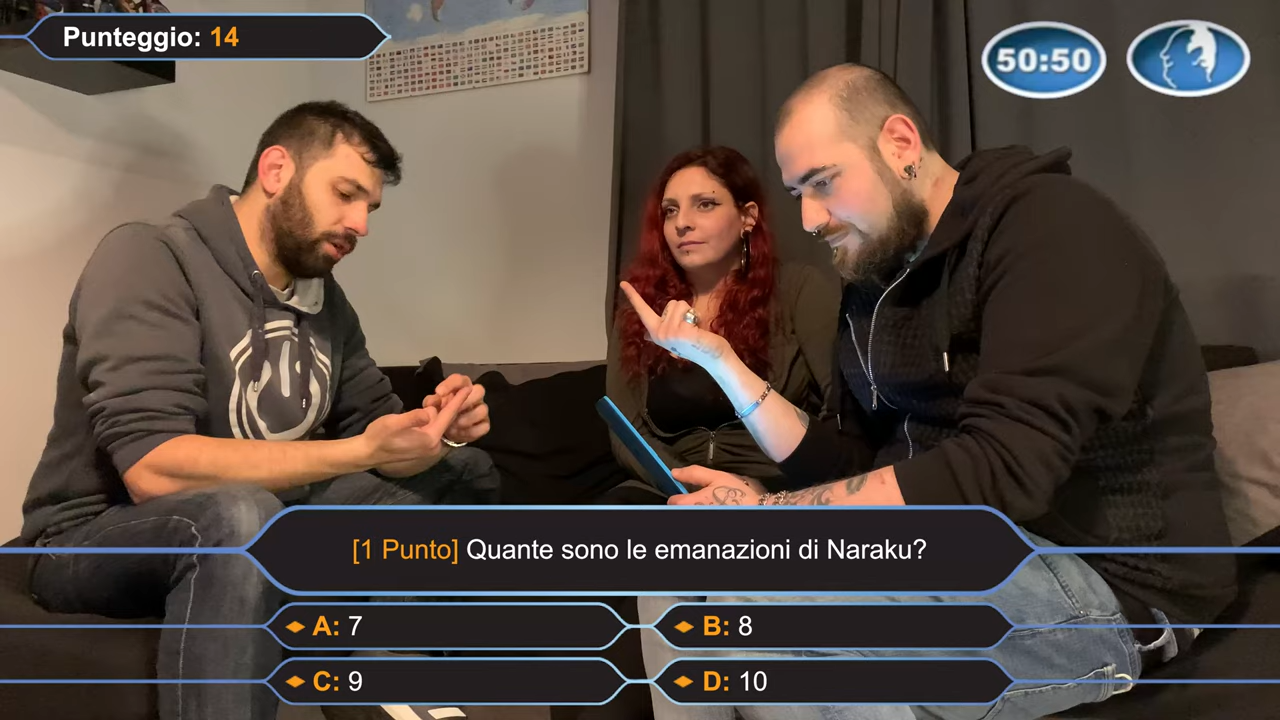 Punteggio: 14
50:50
[1 Punto] Quante sono le emanazioni di Naraku?
A: 7
B: 8
C: 9
D: 10